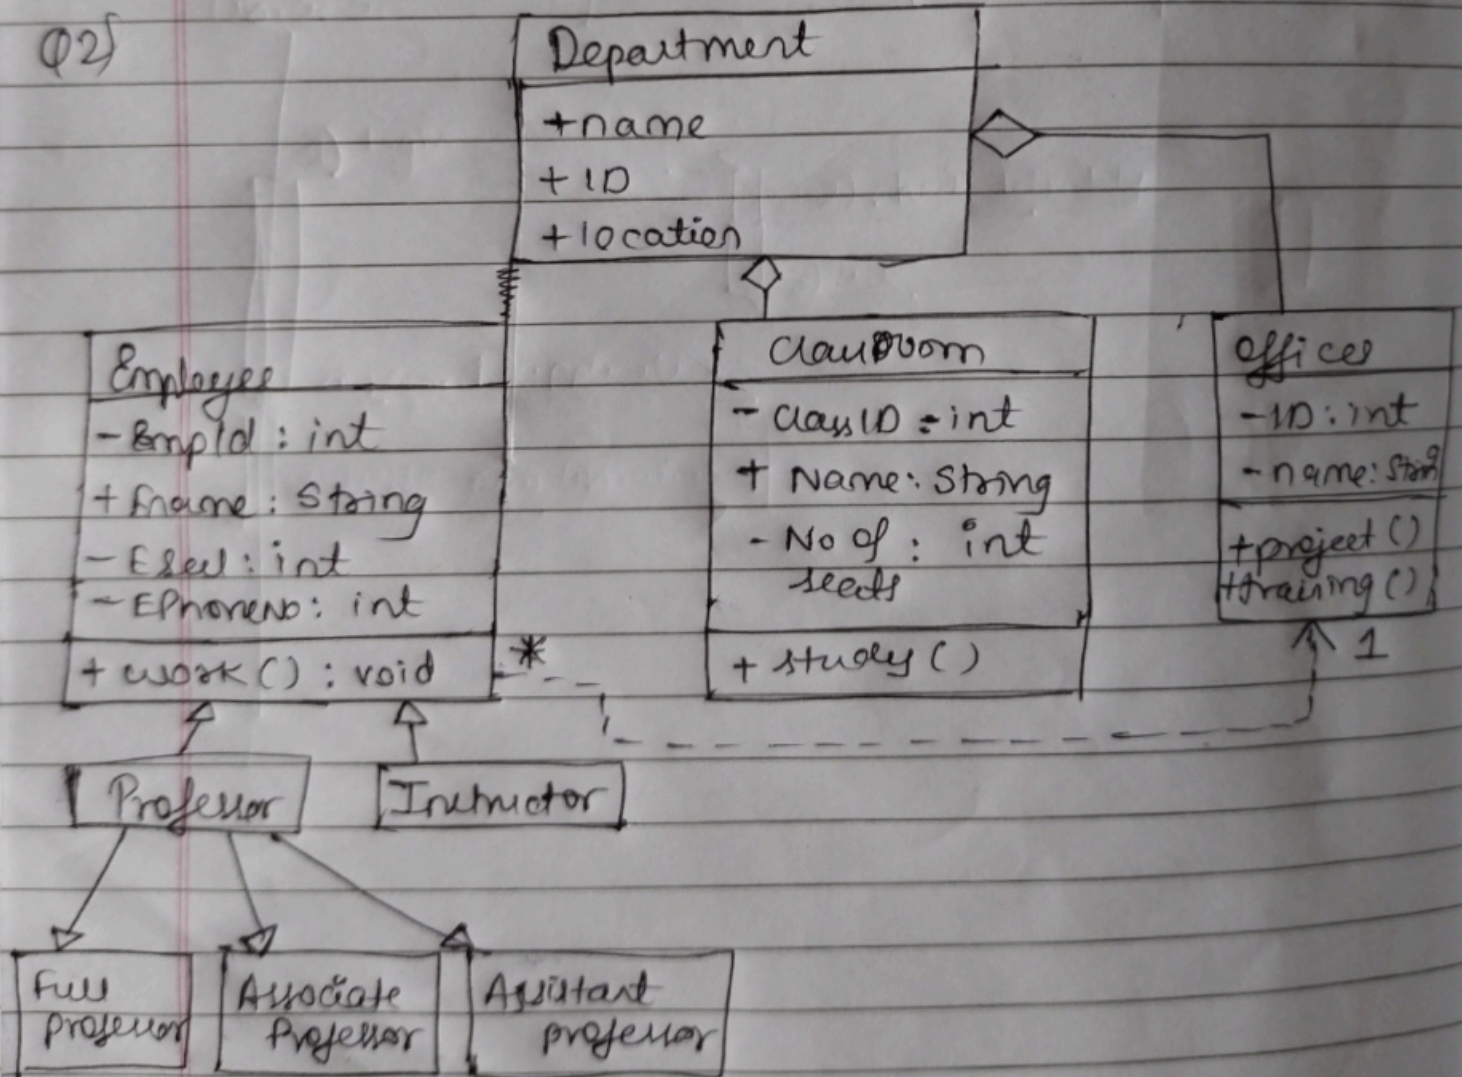 Q2)
Department
+name
+ID
+location
Employee
-EmpId : int
+Ename : String
-ESal : int
-EPhoneNo : int
+work() : void
*
Classroom
-ClassID : int
+ Name: String
- No of : int
seats
+ study()
offices
-ID : int
-name: String
+project()
+training()
1
Professor
Instructor
Full
professor
Associate
Professor
Assistant
professor